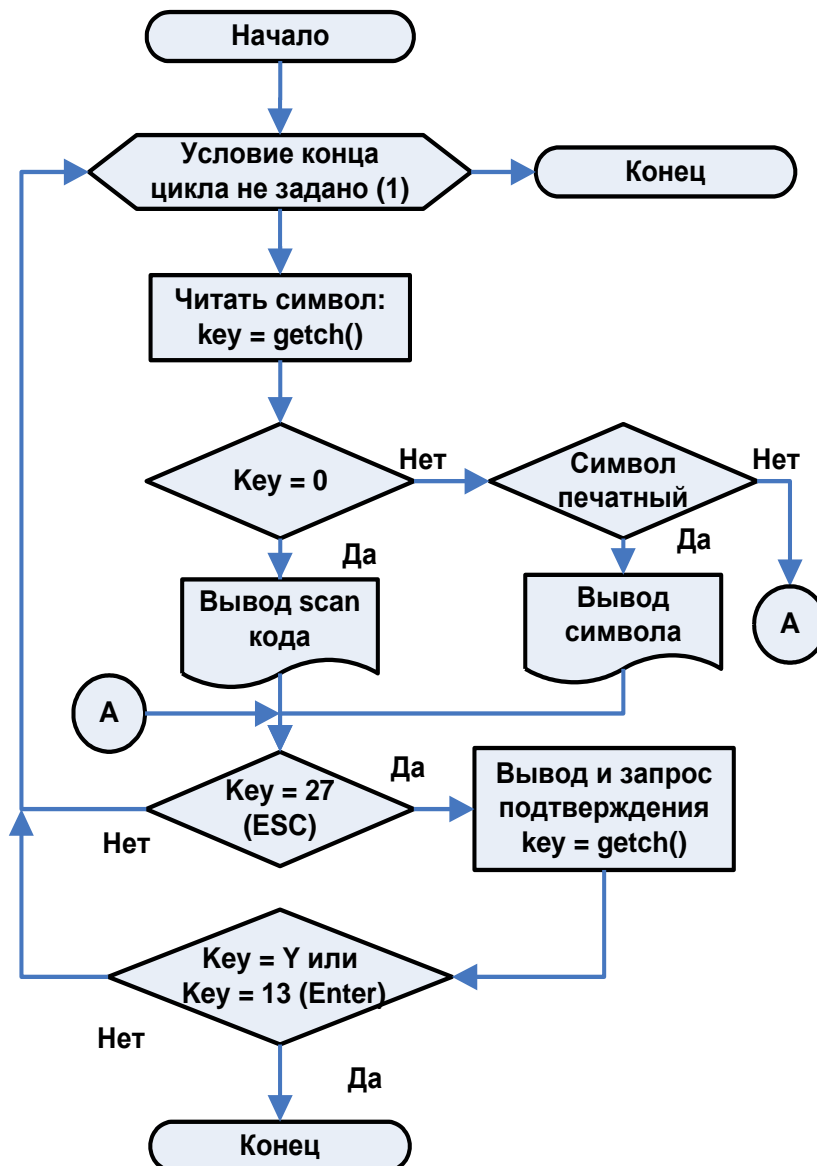 Начало
Условие конца
цикла не задано (1)
Конец
Читать символ:
key = getch()
Key = 0
Нет
Символ
печатный
Нет
Да
Да
Вывод scan
кода
Вывод
символа
А
А
Key = 27
(ESC)
Да
Нет
Вывод и запрос
подтверждения
key = getch()
Key = Y или
Key = 13 (Enter)
Нет
Да
Конец